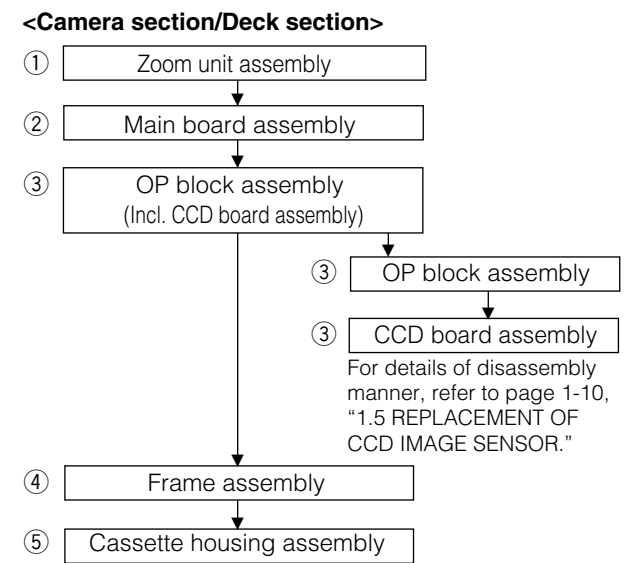 <Camera section/Deck section>
① Zoom unit assembly
② Main board assembly
③ OP block assembly
(Incl. CCD board assembly)
③ OP block assembly
③ CCD board assembly
For details of disassembly
manner, refer to page 1-10,
“1.5 REPLACEMENT OF
CCD IMAGE SENSOR.”
④ Frame assembly
⑤ Cassette housing assembly